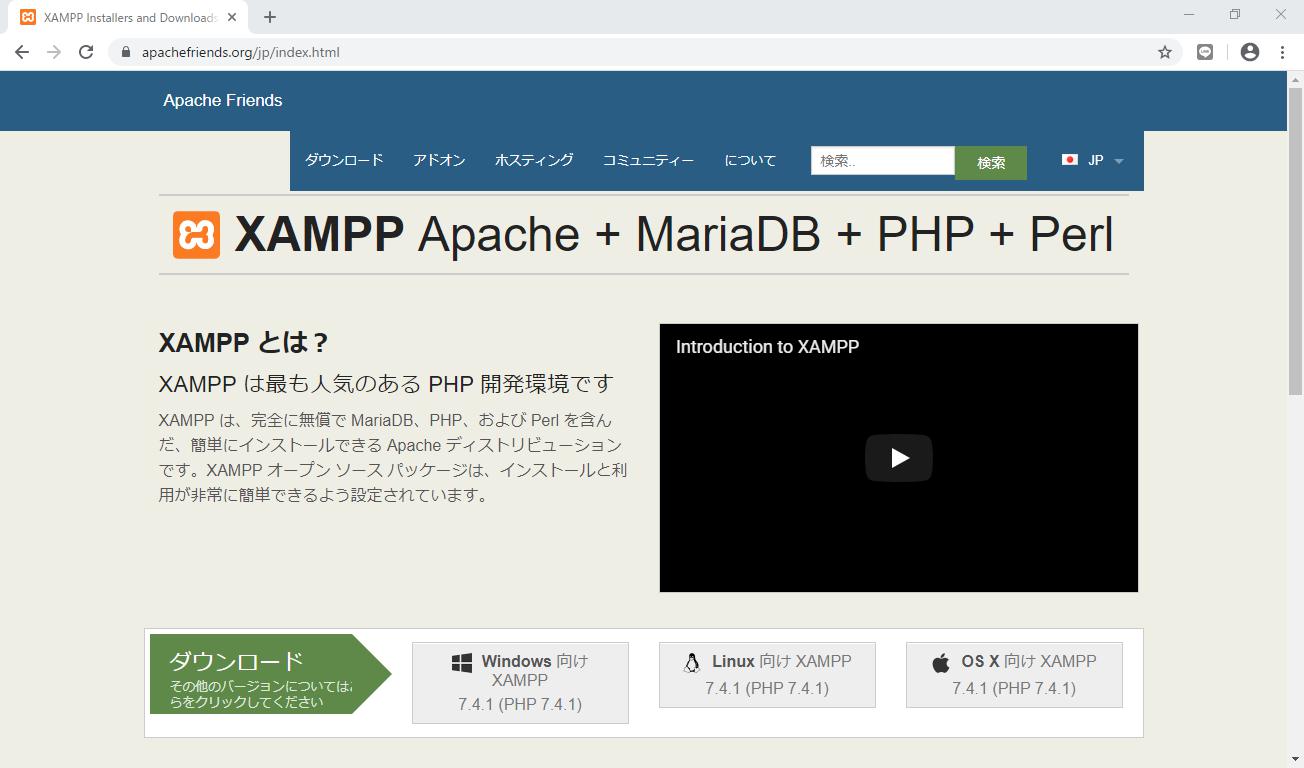 XAMPP Installers and Downloads
apachefriends.org/jp/index.html
Apache Friends
ダウンロード アドオン ホスティング コミュニティー について 検索.. 検索 JP
XAMPP Apache + MariaDB + PHP + Perl
XAMPP とは？
XAMPP は最も人気のある PHP 開発環境です
XAMPP は、完全に無償で MariaDB、PHP、および Perl を含ん
だ、簡単にインストールできる Apache ディストリビューション
です。XAMPP オープン ソース パッケージは、インストールと利
用が非常に簡単できるよう設定されています。
Introduction to XAMPP
ダウンロード
その他のバージョンについてはこ
らをクリックしてください
Windows 向け
XAMPP
7.4.1 (PHP 7.4.1)
Linux 向け XAMPP
7.4.1 (PHP 7.4.1)
OS X 向け XAMPP
7.4.1 (PHP 7.4.1)